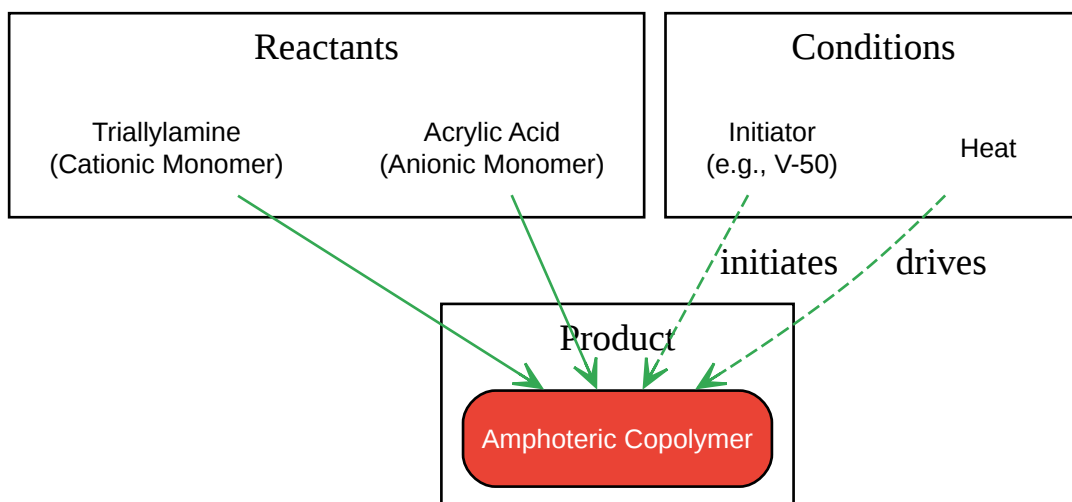 Reactants
Conditions
Triallylamine
(Cationic Monomer)
Acrylic Acid
(Anionic Monomer)
Initiator
(e.g., V-50)
Heat
initiates
drives
Product
Amphoteric Copolymer